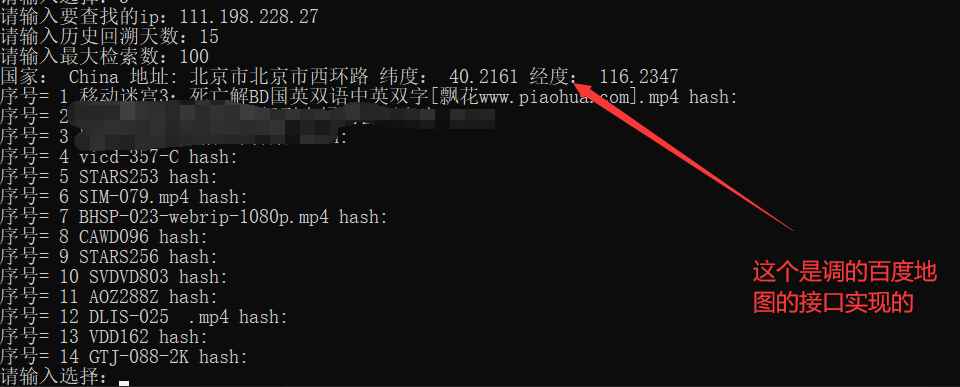 请输入要查找的ip：111.198.228.27
请输入历史回溯天数：15
请输入最大检索数：100
国家： China 地址: 北京市北京市西环路 纬度： 40.2161 经度： 116.2347
序号= 1 移动迷宫3：死亡解BD国英双语中英双字[飘花www.piaohua.com].mp4 hash:
序号= 2
序号= 3
序号= 4 vicd-357-C hash:
序号= 5 STARS253 hash:
序号= 6 SIM-079.mp4 hash:
序号= 7 BHSP-023-webrip-1080p.mp4 hash:
序号= 8 CAWD096 hash:
序号= 9 STARS256 hash:
序号= 10 SVDVD803 hash:
序号= 11 AOZ288Z hash:
序号= 12 DLIS-025  .mp4 hash:
序号= 13 VDD162 hash:
序号= 14 GTJ-088-2K hash:
请输入选择：
这个是调的百度地
图的接口实现的